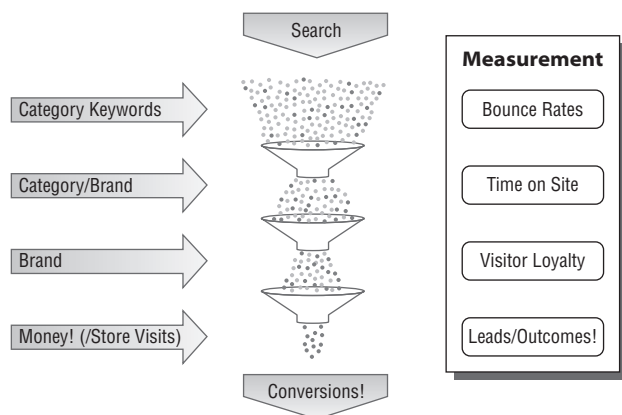 Search
Measurement
Category Keywords
Bounce Rates
Category/Brand
Time on Site
Brand
Visitor Loyalty
Money! (/Store Visits)
Leads/Outcomes!
Conversions!